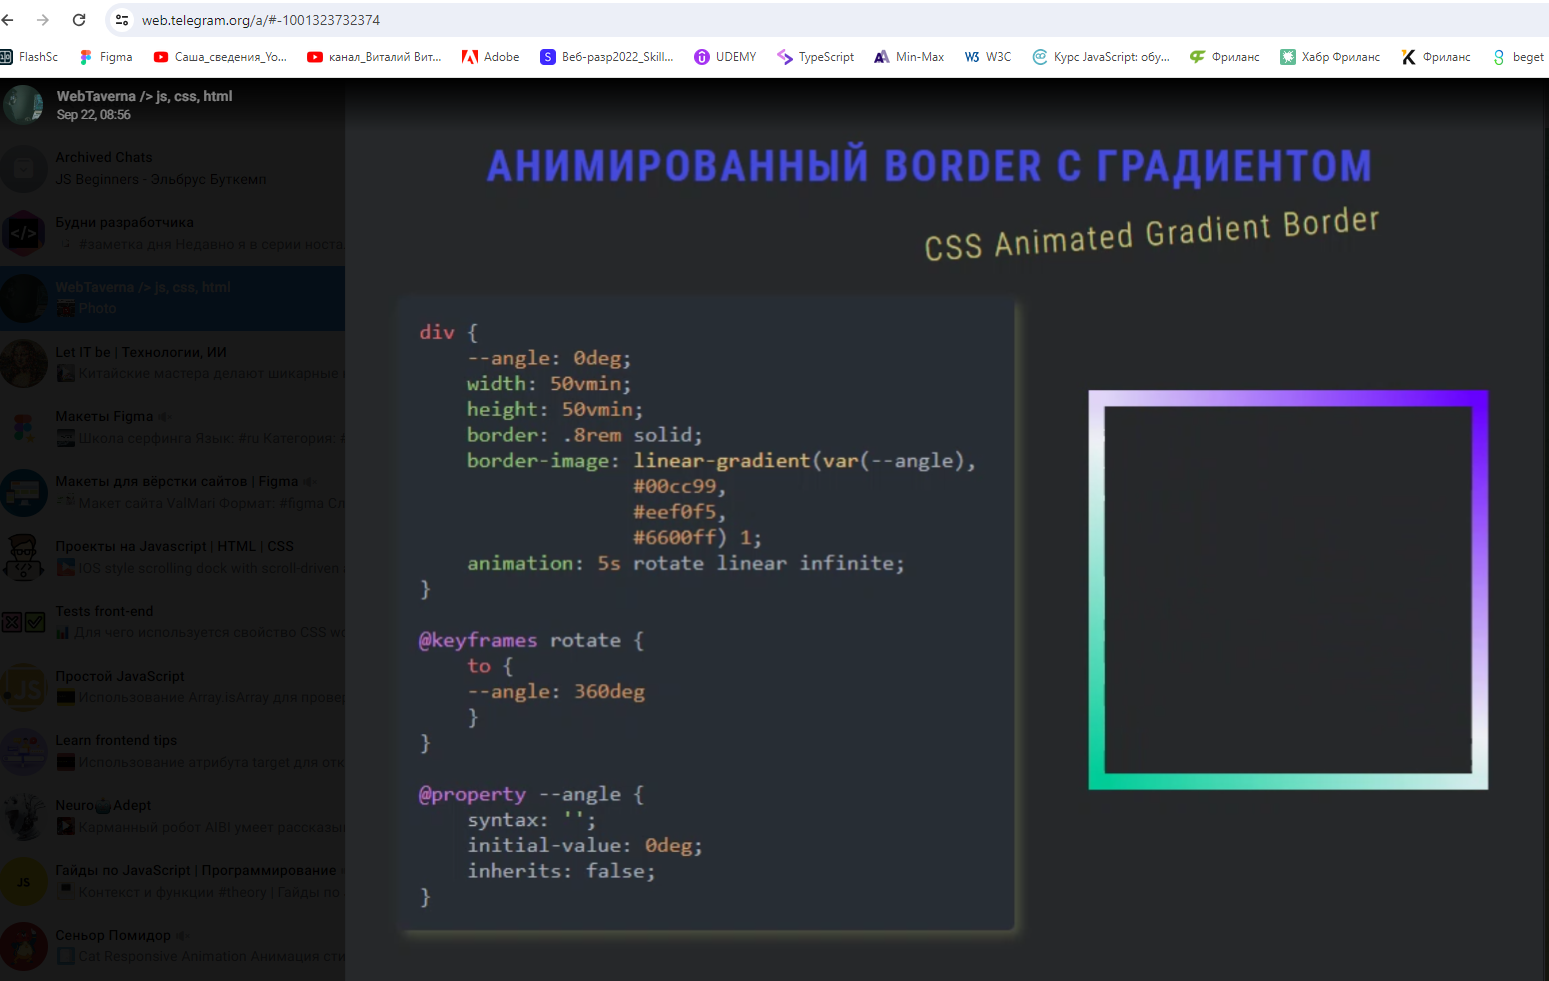 web.telegram.org/a/#-1001323732374
FlashSc
Figma
Саша_сведения_Yo...
канал_Виталий Вит...
Adobe
Веб-разр2022_Skill...
UDEMY
TypeScript
Min-Max
W3C
Курс JavaScript: обу...
Фриланс
Хабр Фриланс
Фриланс
beget
WebTaverna /> js, css, html
Sep 22, 08:56
Archived Chats
JS Beginners - Эльбрус Буткемп
Будни разработчика
#заметка дня Недавно я в серии носта
WebTaverna /> js, css, html
Photo
Let IT be | Технологии, ИИ
Китайские мастера делают шикарные
Макеты Figma
Школа серфинга Язык: #ru Категория: #
Макеты для вёрстки сайтов | Figma
Макет сайта ValMari Формат: #figma Сл
Проекты на Javascript | HTML | CSS
IOS style scrolling dock with scroll-driven
Tests front-end
Для чего используется свойство CSS wo
Простой JavaScript
Использование Array.isArray для провер
Learn frontend tips
Использование атрибута target для отк
Neuro Adept
Карманный робот AIBI умеет рассказы
Гайды по JavaScript | Программирование
Контекст и функции #theory | Гайды по
Сеньор Помидор
Cat Responsive Animation Анимация сти
АНИМИРОВАННЫЙ BORDER С ГРАДИЕНТОМ
CSS Animated Gradient Border
div {
--angle: 0deg;
width: 50vmin;
height: 50vmin;
border: .8rem solid;
border-image: linear-gradient(var(--angle),
#00cc99,
#eef0f5,
#6600ff) 1;
animation: 5s rotate linear infinite;
}
@keyframes rotate {
to {
--angle: 360deg
}
}
@property --angle {
syntax: '';
initial-value: 0deg;
inherits: false;
}